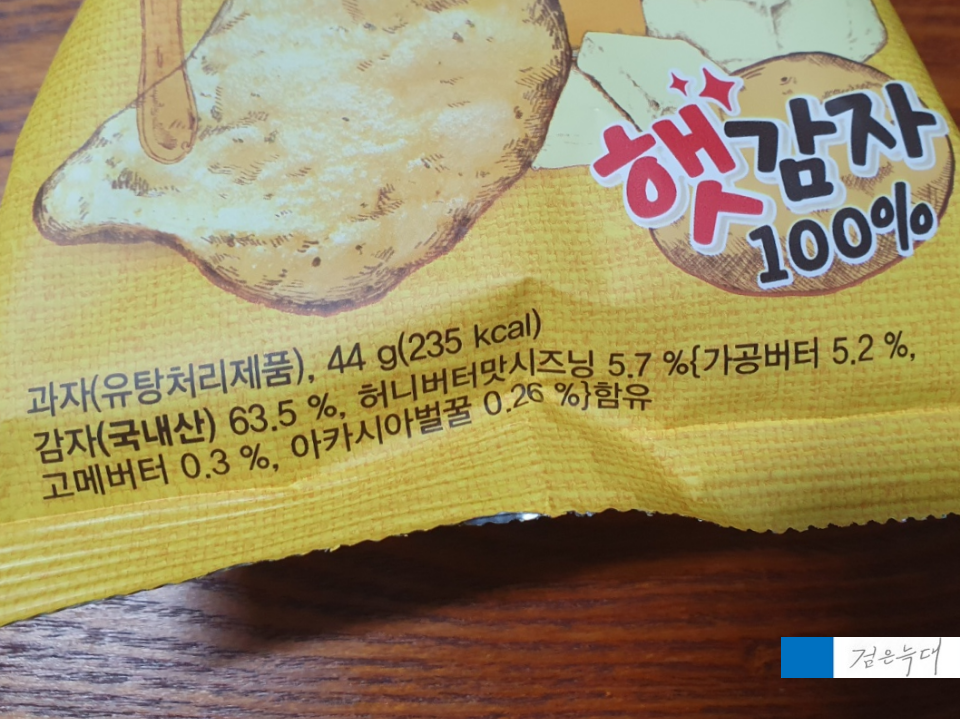 햇감자
100%
과자(유탕처리제품), 44 g(235 kcal)
감자(국내산) 63.5 %, 허니버터맛시즈닝 5.7 %{가공버터 5.2 %,
고메버터 0.3 %, 아카시아벌꿀 0.26 %}함유
검은늑대